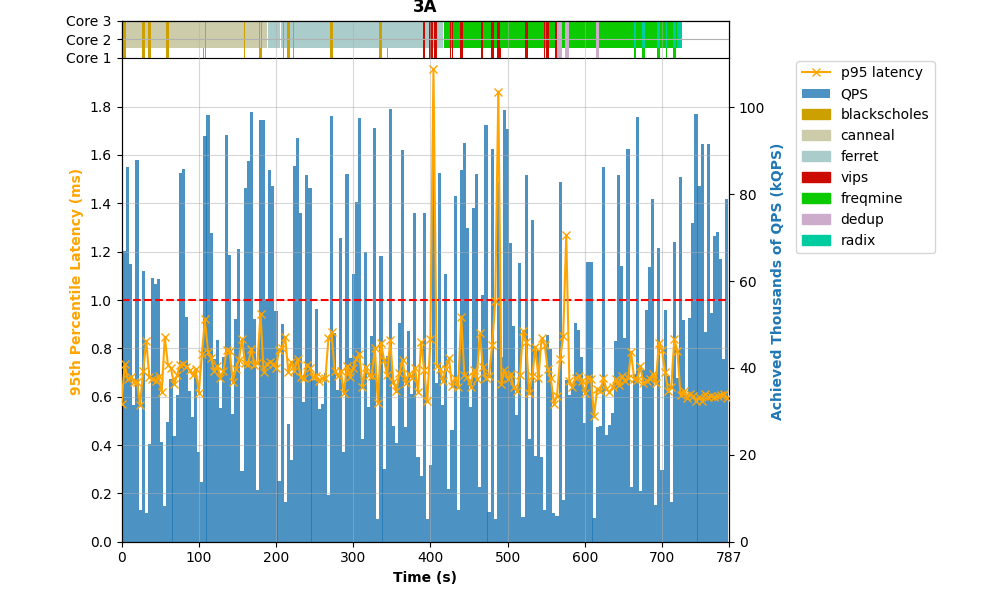 3A
Core 3
Core 2
Core 1
p95 latency
QPS
blackscholes
canneal
ferret
vips
freqmine
dedup
radix
95th Percentile Latency (ms)
1.8
1.6
1.4
1.2
1.0
0.8
0.6
0.4
0.2
0.0
100
80
60
40
20
0
Achieved Thousands of QPS (kQPS)
0 100 200 300 400 500 600 700 787
Time (s)